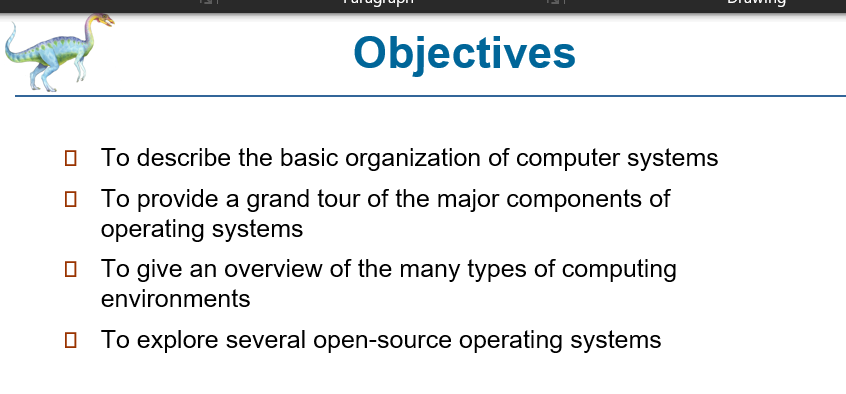 Paragraph
Drawing
Objectives
To describe the basic organization of computer systems
To provide a grand tour of the major components of
operating systems
To give an overview of the many types of computing
environments
To explore several open-source operating systems